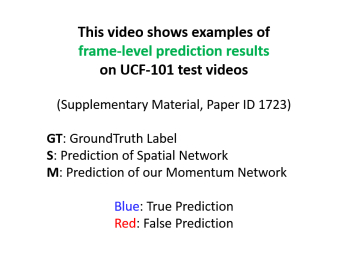 This video shows examples of
frame-level prediction results
on UCF-101 test videos
(Supplementary Material, Paper ID 1723)
GT: GroundTruth Label
S: Prediction of Spatial Network
M: Prediction of our Momentum Network
Blue: True Prediction
Red: False Prediction